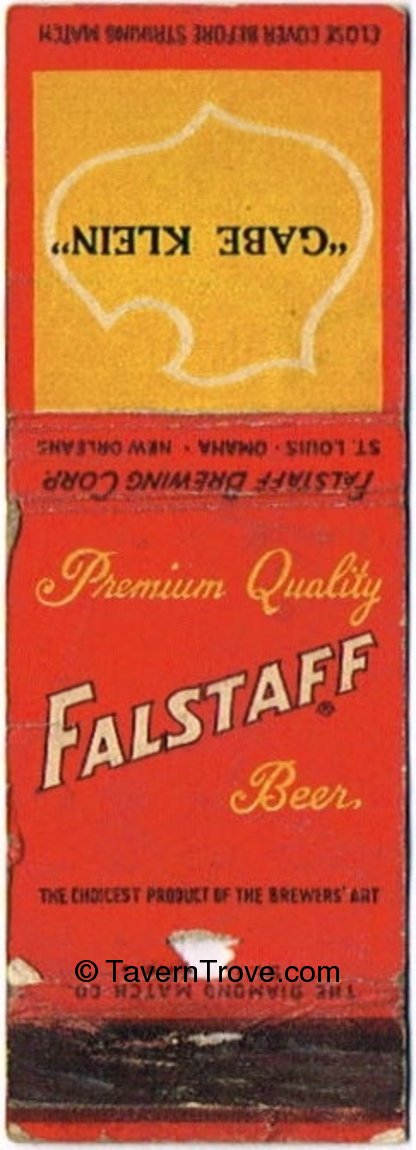 CLOSE COVER BEFORE STRIKING MATCH
"GABE KLEIN"
ST. LOUIS · OMAHA · NEW ORLEANS
FALSTAFF BREWING CORP.
Premium Quality
FALSTAFF®
Beer.
THE CHOICEST PRODUCT OF THE BREWERS' ART
© TavernTrove.com
THE DIAMOND MATCH CO.